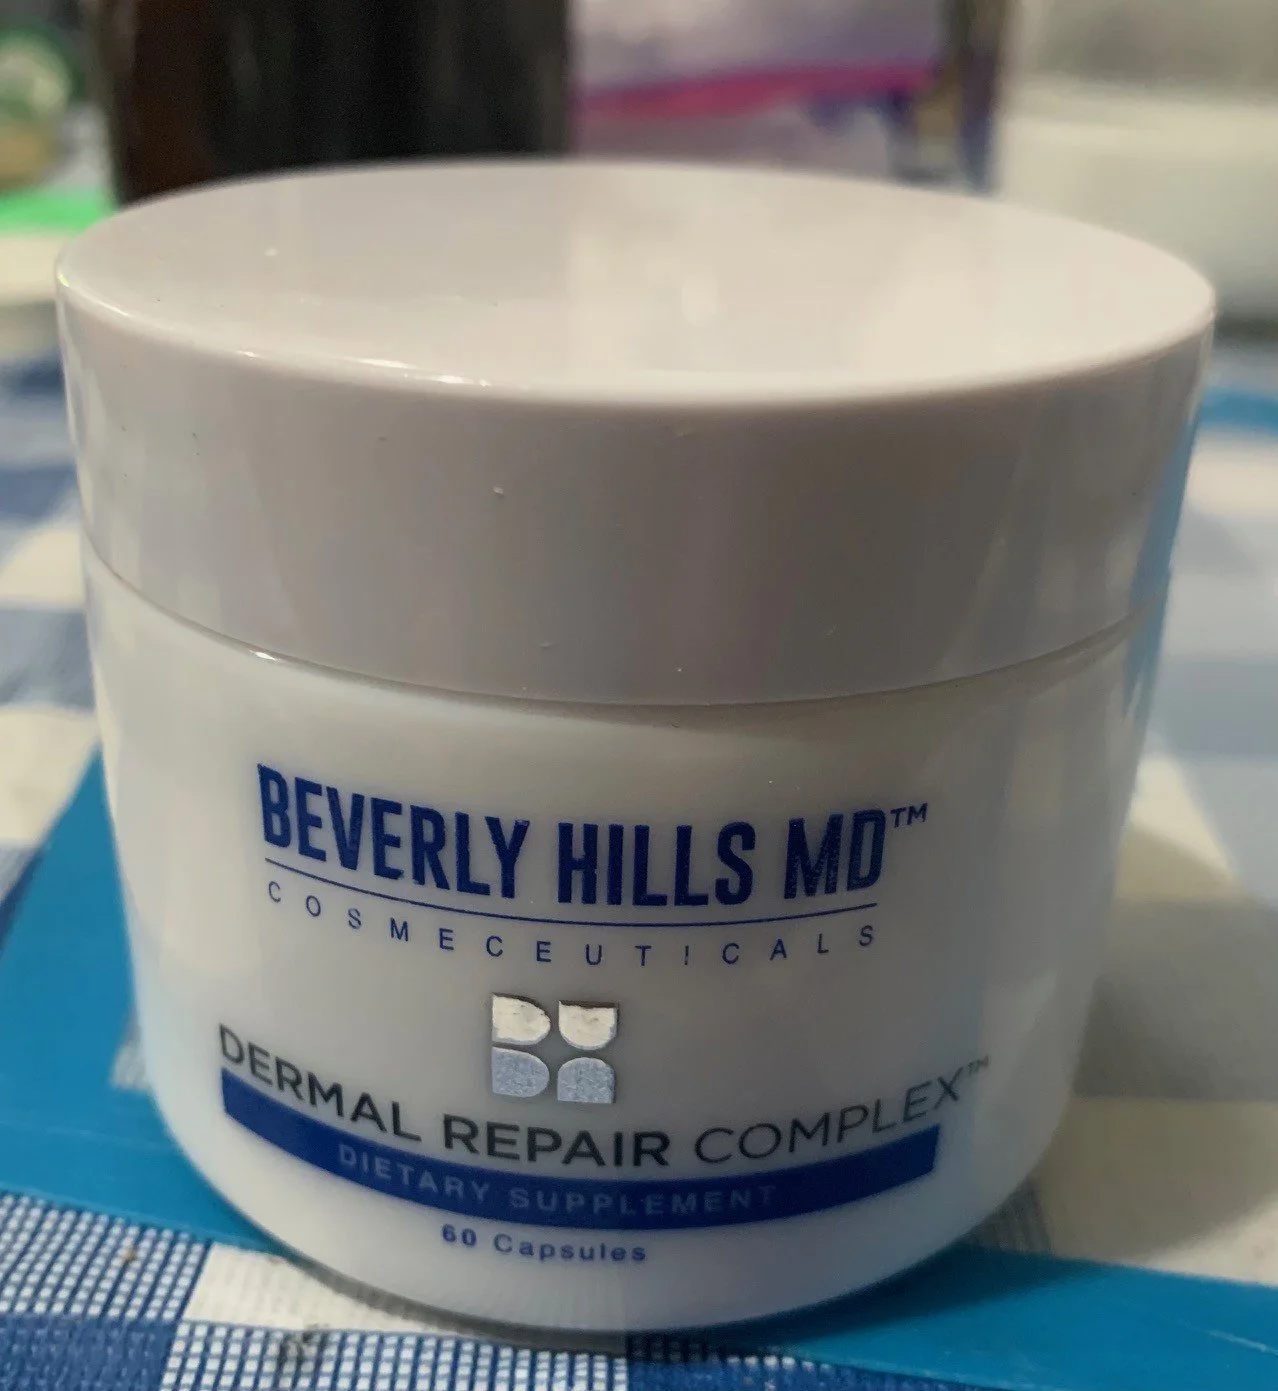 BEVERLY HILLS MD™
COSMECEUTICALS
DERMAL REPAIR COMPLEX™
DIETARY SUPPLEMENT
60 Capsules